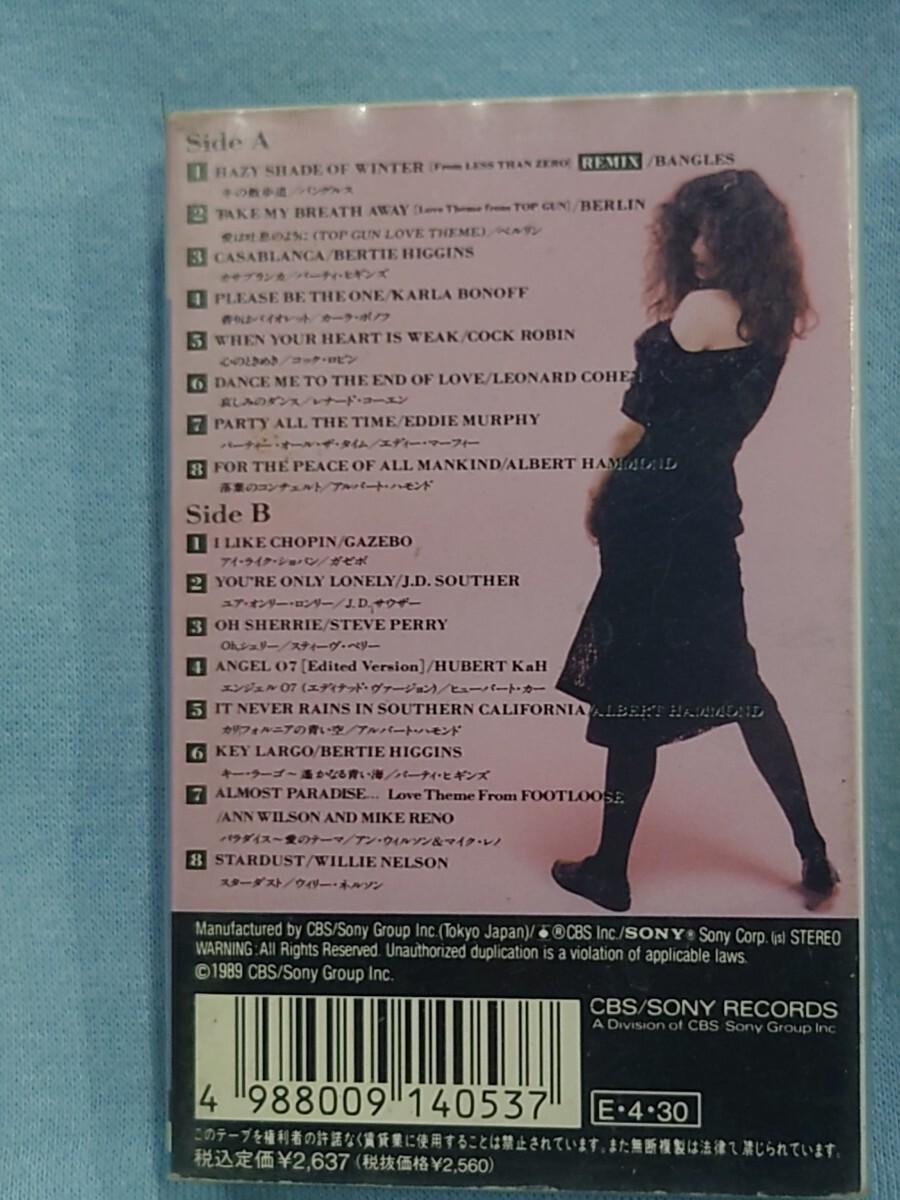 Side A
1 HAZY SHADE OF WINTER [From LESS THAN ZERO] REMIX /BANGLES
冬の散歩道/バングルス
2 TAKE MY BREATH AWAY [Love Theme from TOP GUN]/BERLIN
愛は吐息のように (TOP GUN LOVE THEME)/ベルリン
3 CASABLANCA/BERTIE HIGGINS
カサブランカ/バーティ・ヒギンズ
4 PLEASE BE THE ONE/KARLA BONOFF
香りはバイオレット/カーラ・ボノフ
5 WHEN YOUR HEART IS WEAK/COCK ROBIN
心のときめき/コック・ロビン
6 DANCE ME TO THE END OF LOVE/LEONARD COHEN
哀しみのダンス/レナード・コーエン
7 PARTY ALL THE TIME/EDDIE MURPHY
パーティー・オール・ザ・タイム/エディー・マーフィー
8 FOR THE PEACE OF ALL MANKIND/ALBERT HAMMOND
落葉のコンチェルト/アルバート・ハモンド
Side B
1 I LIKE CHOPIN/GAZEBO
アイ・ライク・ショパン/ガゼボ
2 YOU'RE ONLY LONELY/J.D. SOUTHER
ユア・オンリー・ロンリー/J.D.サウザー
3 OH SHERRIE/STEVE PERRY
Oh,シェリー/スティーヴ・ペリー
4 ANGEL 07 [Edited Version]/HUBERT KaH
エンジェル 07 (エディテッド・ヴァージョン)/ヒューバート・カー
5 IT NEVER RAINS IN SOUTHERN CALIFORNIA/ALBERT HAMMOND
カリフォルニアの青い空/アルバート・ハモンド
6 KEY LARGO/BERTIE HIGGINS
キー・ラーゴ〜遥かなる青い海/バーティ・ヒギンズ
7 ALMOST PARADISE... Love Theme From FOOTLOOSE
/ANN WILSON AND MIKE RENO
パラダイス〜愛のテーマ/アン・ウィルソン&マイク・レノ
8 STARDUST/WILLIE NELSON
スターダスト/ウィリー・ネルソン
Manufactured by CBS/Sony Group Inc.(Tokyo Japan)/ ®CBS Inc./SONY® Sony Corp. (js) STEREO
WARNING: All Rights Reserved. Unauthorized duplication is a violation of applicable laws.
©1989 CBS/Sony Group Inc.
CBS/SONY RECORDS
A Division of CBS Sony Group Inc
4 988009 140537
E・4・30
このテープを権利者の許諾なく賃貸業に使用することは禁止されています。また無断複製は法律で禁じられています。
税込定価¥2,637 (税抜価格¥2,560)